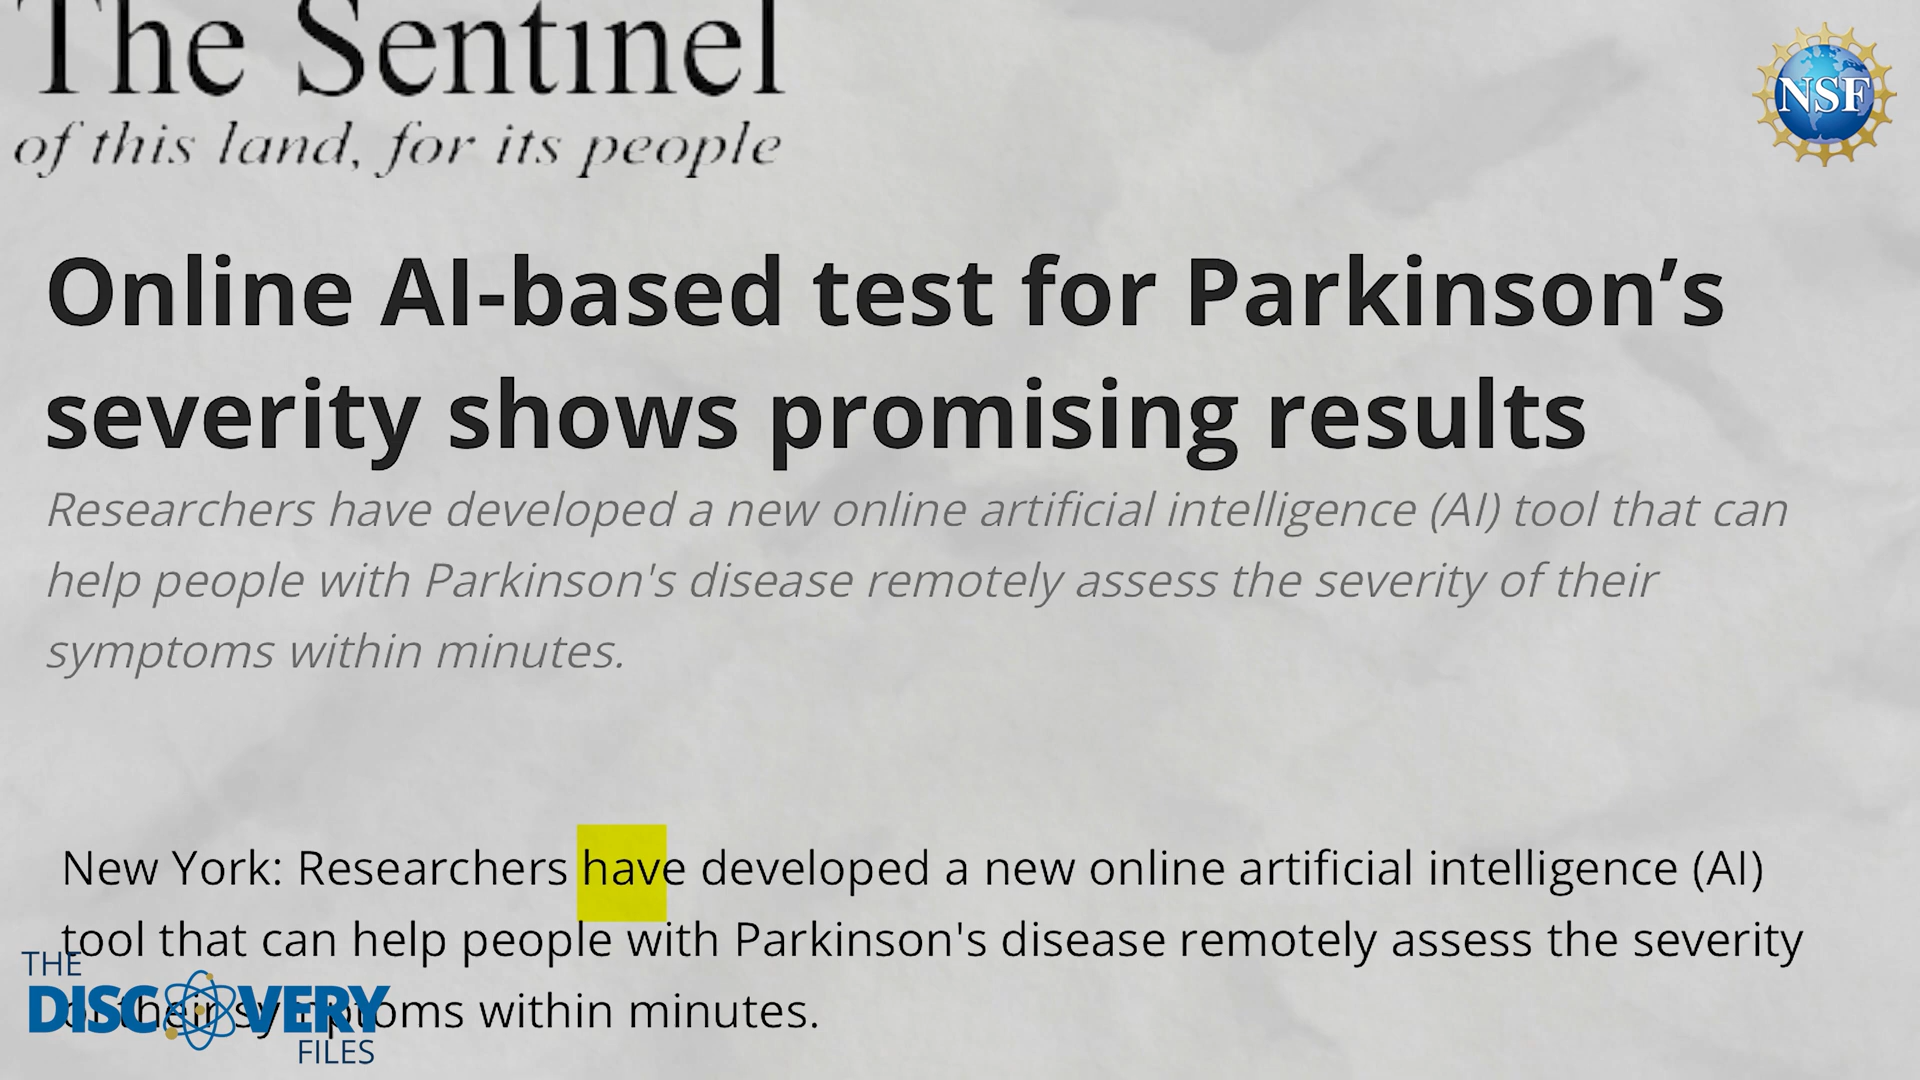 The Sentinel
of this land, for its people
NSF
Online AI-based test for Parkinson’s
severity shows promising results
Researchers have developed a new online artificial intelligence (AI) tool that can
help people with Parkinson's disease remotely assess the severity of their
symptoms within minutes.
New York: Researchers have developed a new online artificial intelligence (AI)
tool that can help people with Parkinson's disease remotely assess the severity
of their symptoms within minutes.
THE
DISCOVERY
FILES